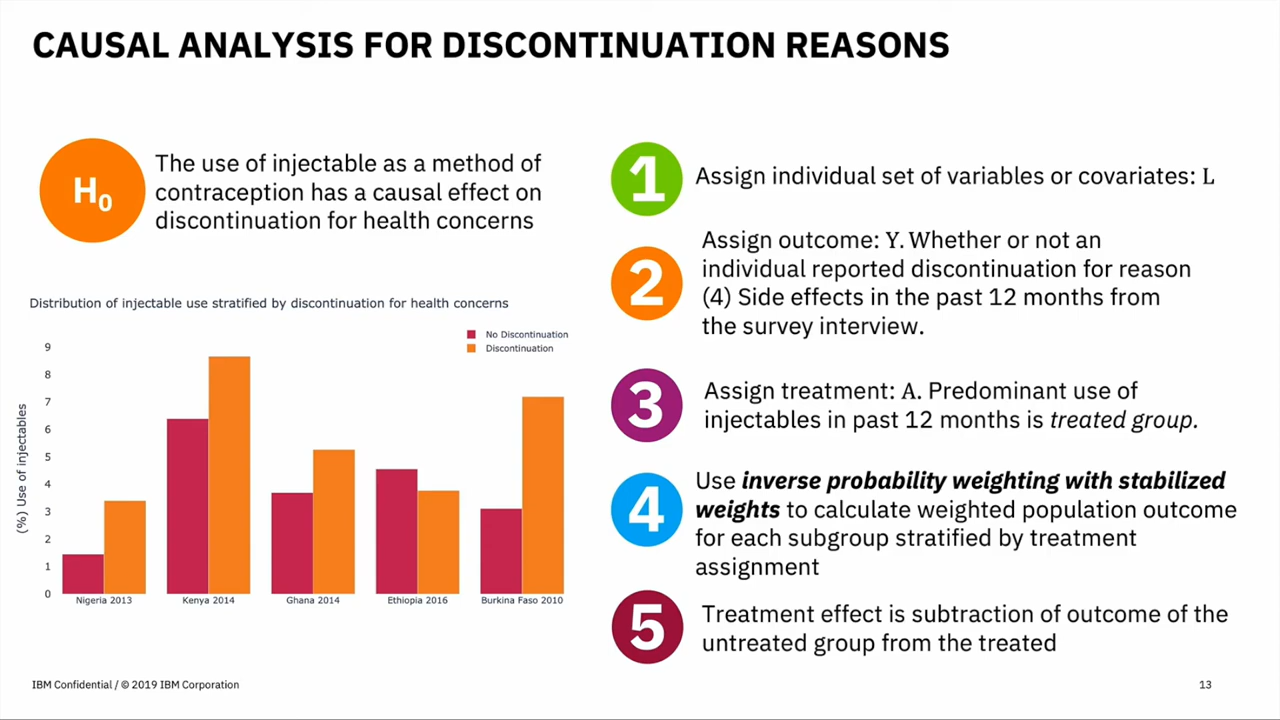 CAUSAL ANALYSIS FOR DISCONTINUATION REASONS
H0
The use of injectable as a method of
contraception has a causal effect on
discontinuation for health concerns
Distribution of injectable use stratified by discontinuation for health concerns
No Discontinuation
Discontinuation
(%) Use of injectables
9
8
7
6
5
4
3
2
1
0
Nigeria 2013
Kenya 2014
Ghana 2014
Ethiopia 2016
Burkina Faso 2010
1
Assign individual set of variables or covariates: L
2
Assign outcome: Y. Whether or not an
individual reported discontinuation for reason
(4) Side effects in the past 12 months from
the survey interview.
3
Assign treatment: A. Predominant use of
injectables in past 12 months is treated group.
4
Use inverse probability weighting with stabilized
weights to calculate weighted population outcome
for each subgroup stratified by treatment
assignment
5
Treatment effect is subtraction of outcome of the
untreated group from the treated
IBM Confidential / © 2019 IBM Corporation
13